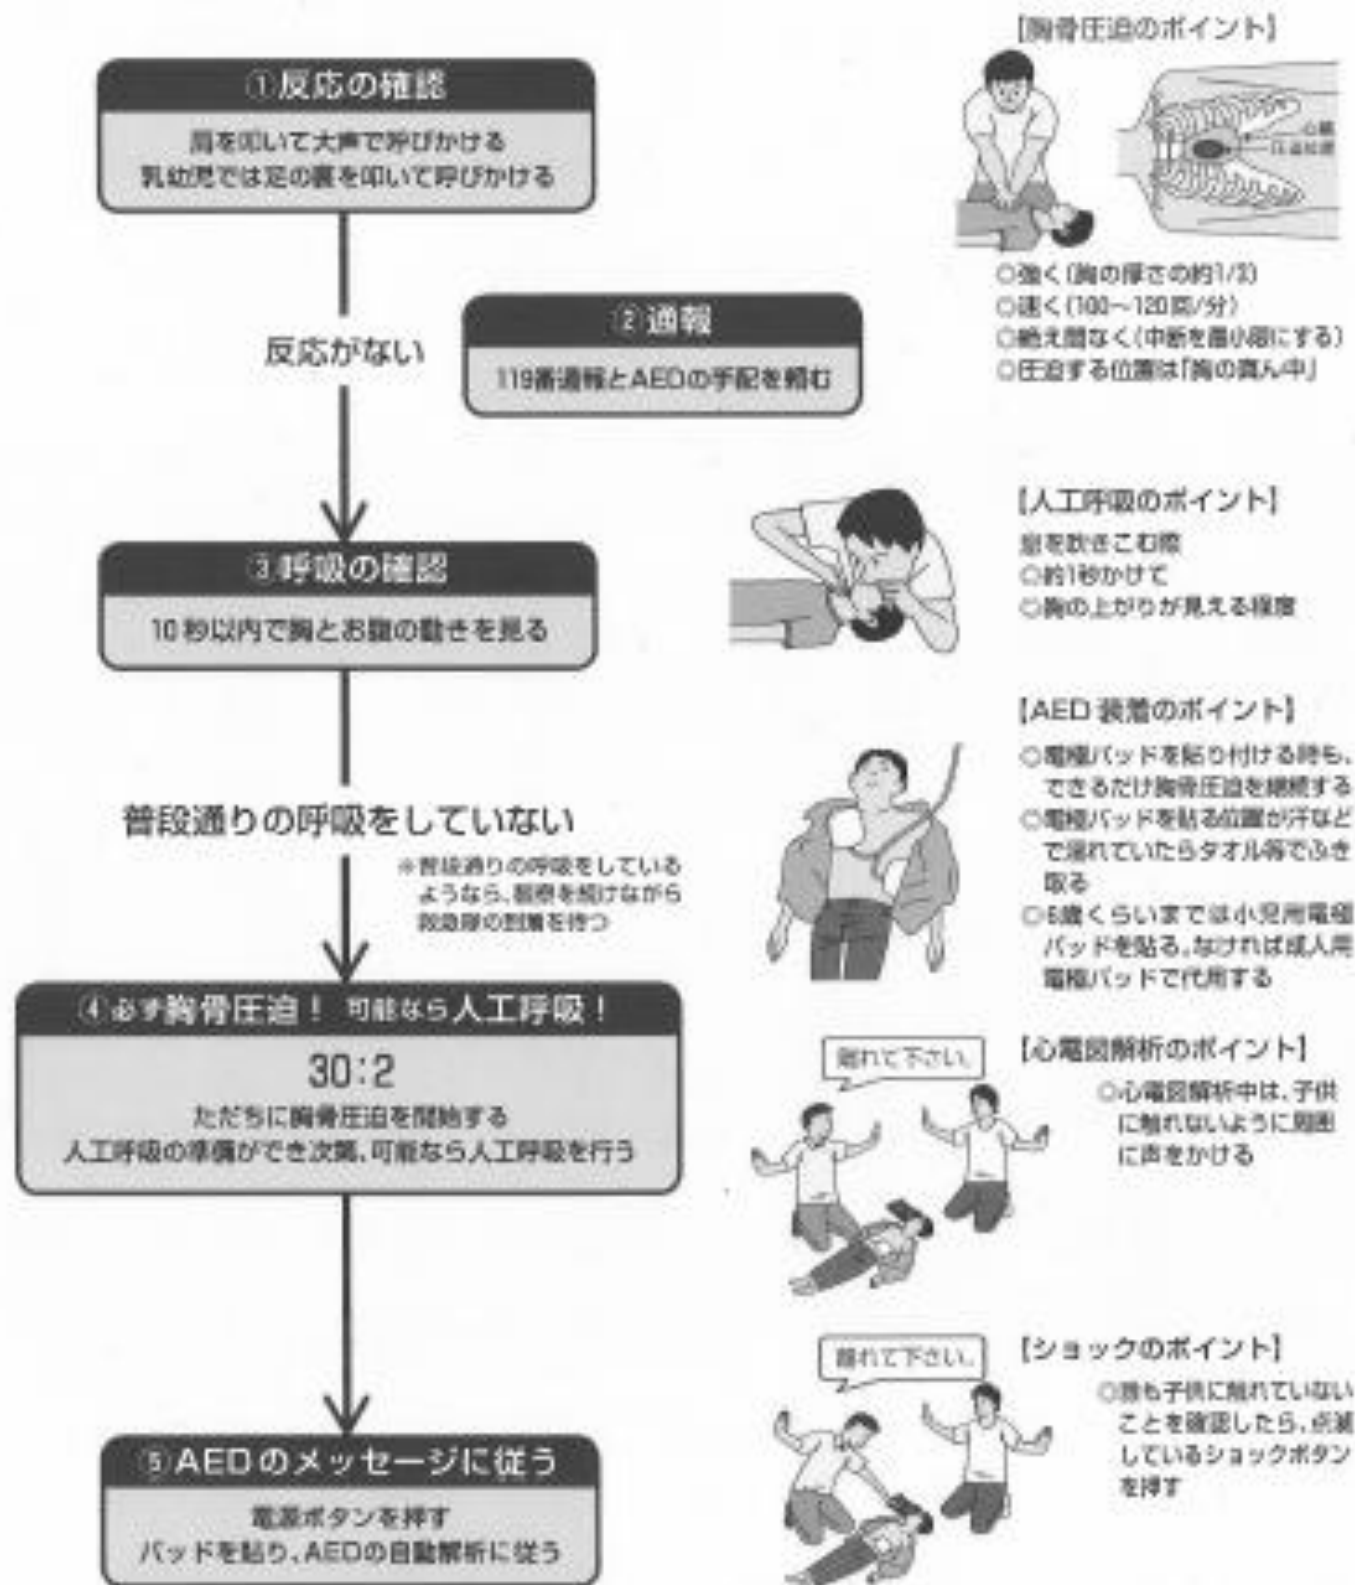 ①反応の確認
肩を叩いて大声で呼びかける
乳幼児では足の裏を叩いて呼びかける
反応がない
②通報
119番通報とAEDの手配を頼む
③呼吸の確認
10秒以内で胸とお腹の動きを見る
普段通りの呼吸をしていない
※普段通りの呼吸をしている
ようなら、観察を続けながら
救急隊の到着を待つ
④必ず胸骨圧迫! 可能なら人工呼吸!
30:2
ただちに胸骨圧迫を開始する
人工呼吸の準備ができ次第、可能なら人工呼吸を行う
⑤AEDのメッセージに従う
電源ボタンを押す
パッドを貼り、AEDの自動解析に従う
【胸骨圧迫のポイント】
心臓
圧迫位置
○強く(胸の厚さの約1/3)
○速く(100〜120回/分)
○絶え間なく(中断を最小限にする)
○圧迫する位置は「胸の真ん中」
【人工呼吸のポイント】
息を吹きこむ際
○約1秒かけて
○胸の上がりが見える程度
【AED 装着のポイント】
○電極パッドを貼り付ける時も、
できるだけ胸骨圧迫を継続する
○電極パッドを貼る位置が汗など
で濡れていたらタオル等でふき
取る
○6歳くらいまでは小児用電極
パッドを貼る。なければ成人用
電極パッドで代用する
離れて下さい。
【心電図解析のポイント】
○心電図解析中は、子供
に触れないように周囲
に声をかける
離れて下さい。
【ショックのポイント】
○誰も子供に触れていない
ことを確認したら、点滅
しているショックボタン
を押す